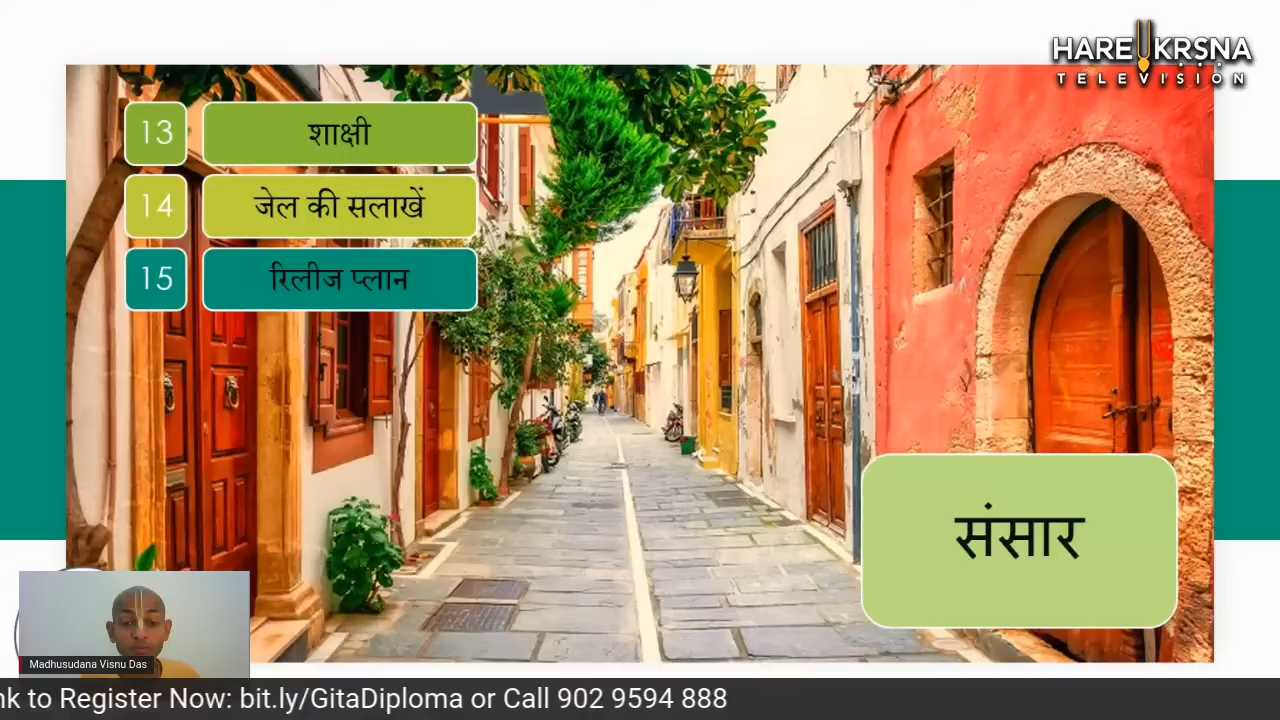 HARE KRṢṆA
TELEVISION
13 शाक्षी
14 जेल की सलाखें
15 रिलीज प्लान
संसार
Madhusudana Visnu Das
nk to Register Now: bit.ly/GitaDiploma or Call 902 9594 888